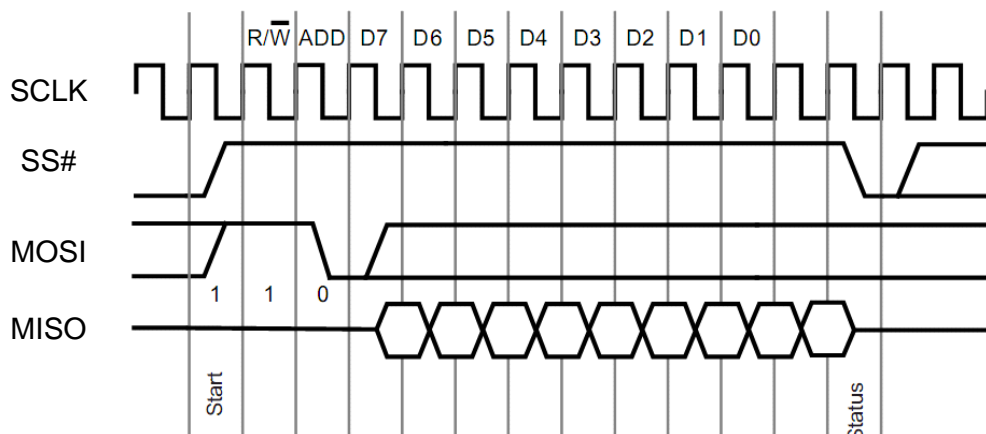 R/W̅ ADD D7 D6 D5 D4 D3 D2 D1 D0
SCLK
SS#
MOSI
1 1 0
MISO
Start
Status